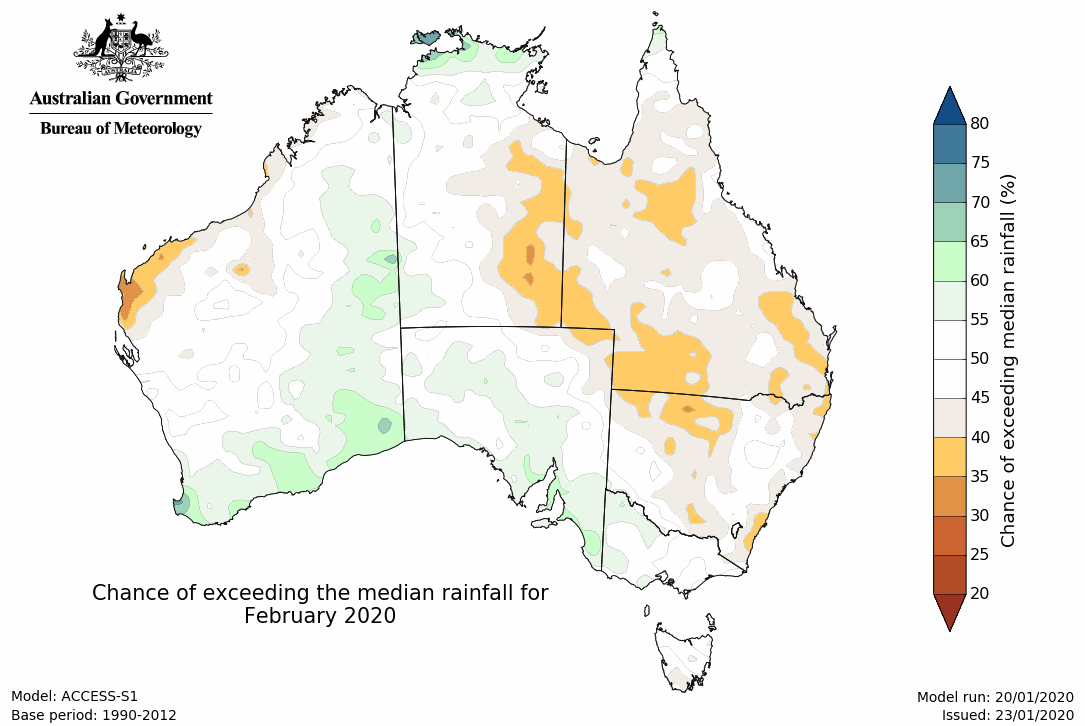 Australian Government
Bureau of Meteorology
80
75
70
65
60
55
50
45
40
35
30
25
20
Chance of exceeding median rainfall (%)
Chance of exceeding the median rainfall for
February 2020
Model: ACCESS-S1
Base period: 1990-2012
Model run: 20/01/2020
Issued: 23/01/2020